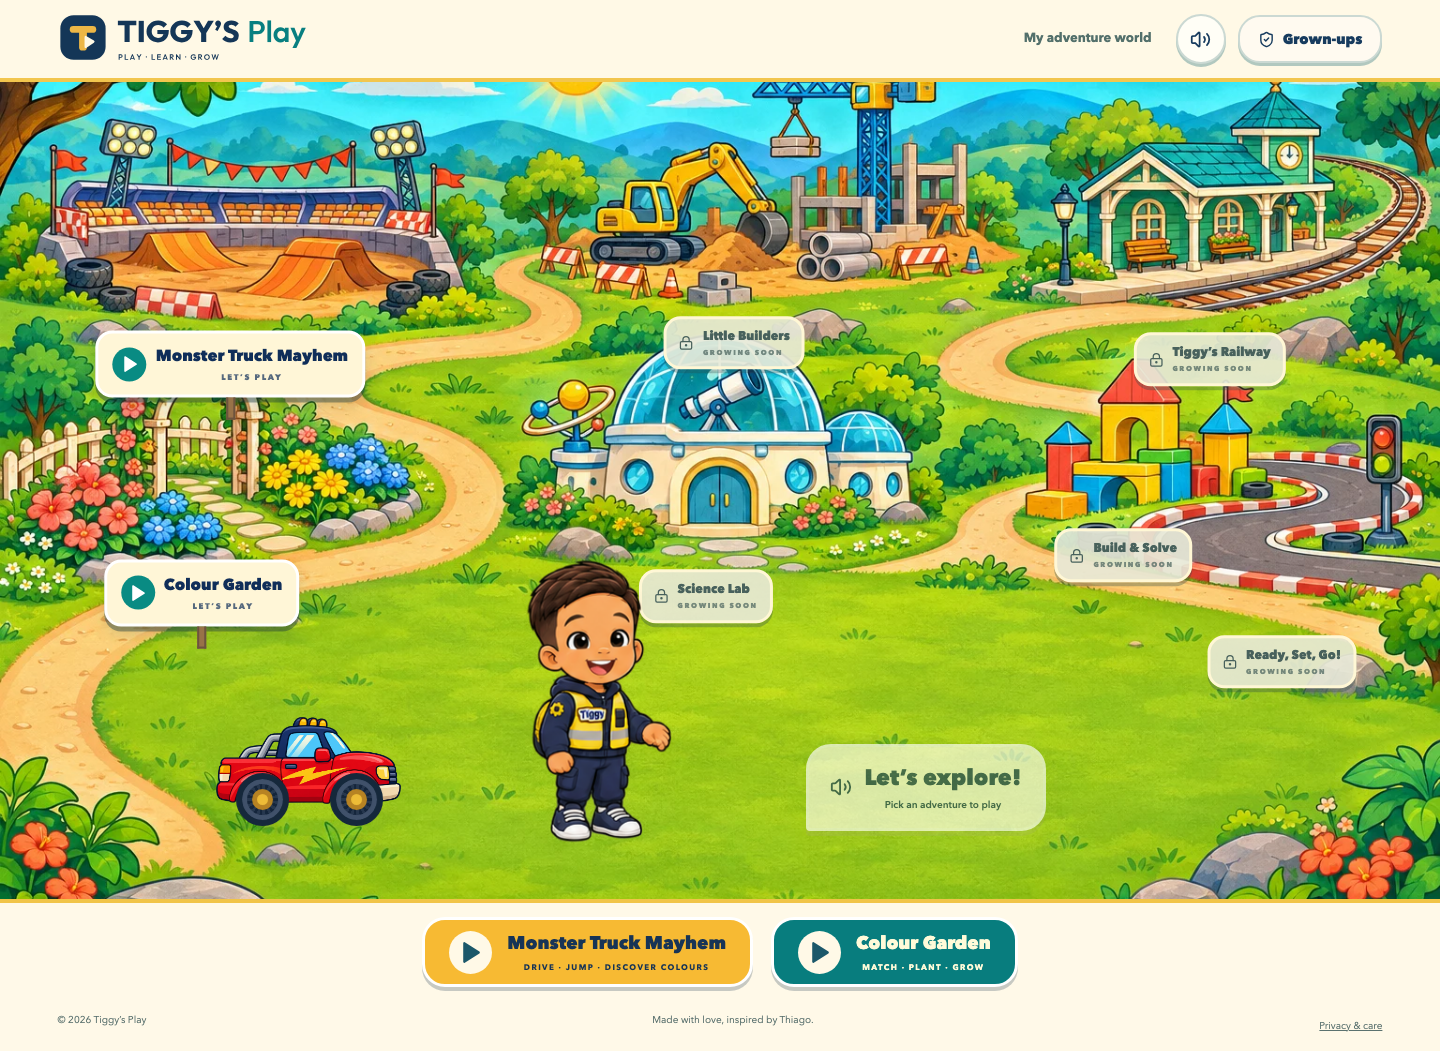 TIGGY'S Play
PLAY · LEARN · GROW
My adventure world
Grown-ups
Little Builders
GROWING SOON
Tiggy's Railway
GROWING SOON
Monster Truck Mayhem
LET'S PLAY
Build & Solve
GROWING SOON
Colour Garden
LET'S PLAY
Science Lab
GROWING SOON
Ready, Set, Go!
GROWING SOON
Tiggy
Let's explore!
Pick an adventure to play
Monster Truck Mayhem
DRIVE · JUMP · DISCOVER COLOURS
Colour Garden
MATCH · PLANT · GROW
© 2026 Tiggy's Play
Made with love, inspired by Thiago.
Privacy & care